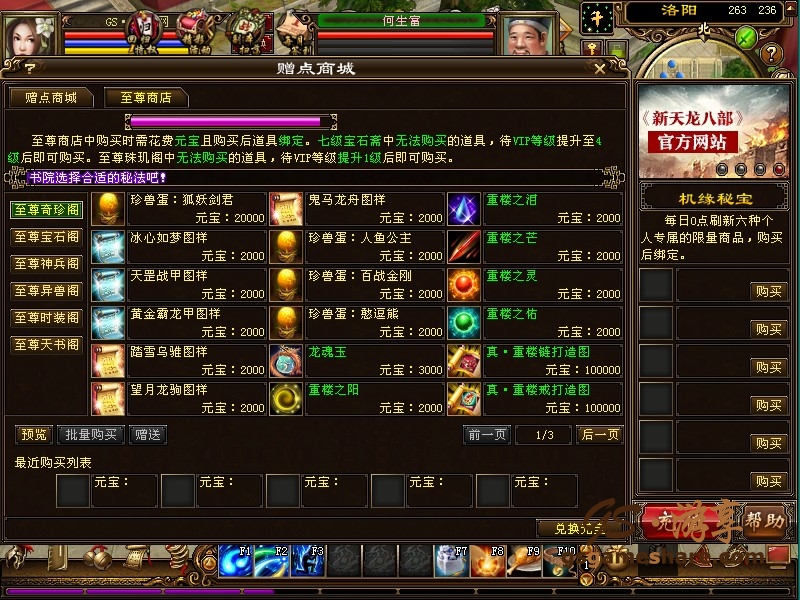 GS
何生富
洛阳
263 236
北
?
赠点商城
赠点商城
至尊商店
至尊商店中购买时需花费元宝且购买后道具绑定。七级宝石斋中无法购买的道具，待VIP等级提升至4
级后即可购买。至尊珠玑阁中无法购买的道具，待VIP等级提升1级后即可购买。
书院选择合适的秘法吧！
至尊奇珍阁
至尊宝石阁
至尊神兵阁
至尊异兽阁
至尊时装阁
至尊天书阁
珍兽蛋：狐妖剑君
元宝：20000
鬼马龙舟图样
元宝：2000
重楼之泪
元宝：2000
冰心如梦图样
元宝：2000
珍兽蛋：人鱼公主
元宝：2000
重楼之芒
元宝：2000
天罡战甲图样
元宝：2000
珍兽蛋：百战金刚
元宝：2000
重楼之灵
元宝：2000
黄金霸龙甲图样
元宝：2000
珍兽蛋：憨逗熊
元宝：2000
重楼之佑
元宝：2000
踏雪乌骓图样
元宝：2000
龙魂玉
元宝：3000
真·重楼链打造图
元宝：100000
望月龙驹图样
元宝：2000
重楼之阳
元宝：2000
真·重楼戒打造图
元宝：100000
预览
批量购买
赠送
前一页
1/3
后一页
最近购买列表
元宝：
元宝：
元宝：
元宝：
元宝：
兑换元宝
《新天龙八部》
官方网站
机缘秘宝
每日0点刷新六种个
人专属的限量商品，购买
后绑定。
购买
购买
购买
购买
购买
购买
充
帮助
游享
F1
F2
F3
F7
F8
F9
F10